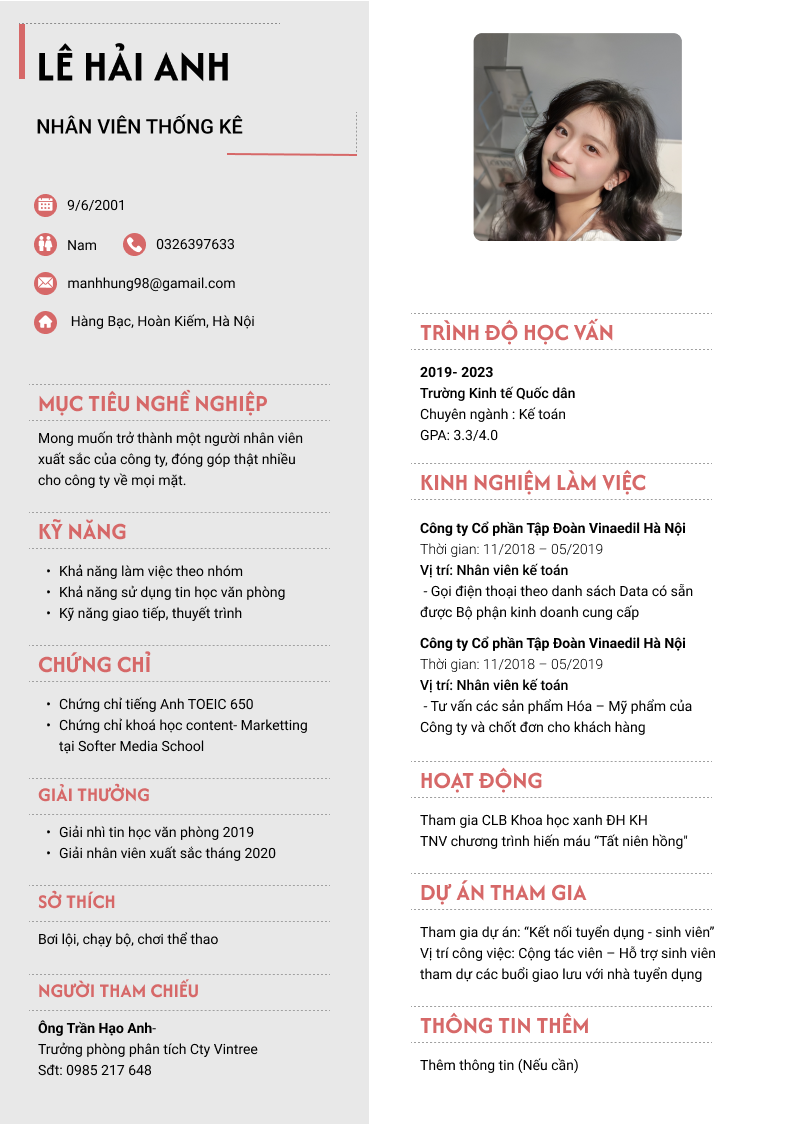 LÊ HẢI ANH
NHÂN VIÊN THỐNG KÊ
9/6/2001
Nam 0326397633
manhhung98@gamail.com
Hàng Bạc, Hoàn Kiếm, Hà Nội
MỤC TIÊU NGHỀ NGHIỆP
Mong muốn trở thành một người nhân viên
xuất sắc của công ty, đóng góp thật nhiều
cho công ty về mọi mặt.
KỸ NĂNG
• Khả năng làm việc theo nhóm
• Khả năng sử dụng tin học văn phòng
• Kỹ năng giao tiếp, thuyết trình
CHỨNG CHỈ
• Chứng chỉ tiếng Anh TOEIC 650
• Chứng chỉ khoá học content- Marketting
tại Softer Media School
GIẢI THƯỞNG
• Giải nhì tin học văn phòng 2019
• Giải nhân viên xuất sắc tháng 2020
SỞ THÍCH
Bơi lội, chạy bộ, chơi thể thao
NGƯỜI THAM CHIẾU
Ông Trần Hạo Anh-
Trưởng phòng phân tích Cty Vintree
Sđt: 0985 217 648
TRÌNH ĐỘ HỌC VẤN
2019- 2023
Trường Kinh tế Quốc dân
Chuyên ngành : Kế toán
GPA: 3.3/4.0
KINH NGHIỆM LÀM VIỆC
Công ty Cổ phần Tập Đoàn Vinaedil Hà Nội
Thời gian: 11/2018 – 05/2019
Vị trí: Nhân viên kế toán
- Gọi điện thoại theo danh sách Data có sẵn
được Bộ phận kinh doanh cung cấp
Công ty Cổ phần Tập Đoàn Vinaedil Hà Nội
Thời gian: 11/2018 – 05/2019
Vị trí: Nhân viên kế toán
- Tư vấn các sản phẩm Hóa – Mỹ phẩm của
Công ty và chốt đơn cho khách hàng
HOẠT ĐỘNG
Tham gia CLB Khoa học xanh ĐH KH
TNV chương trình hiến máu “Tất niên hồng"
DỰ ÁN THAM GIA
Tham gia dự án: “Kết nối tuyển dụng - sinh viên”
Vị trí công việc: Cộng tác viên – Hỗ trợ sinh viên
tham dự các buổi giao lưu với nhà tuyển dụng
THÔNG TIN THÊM
Thêm thông tin (Nếu cần)